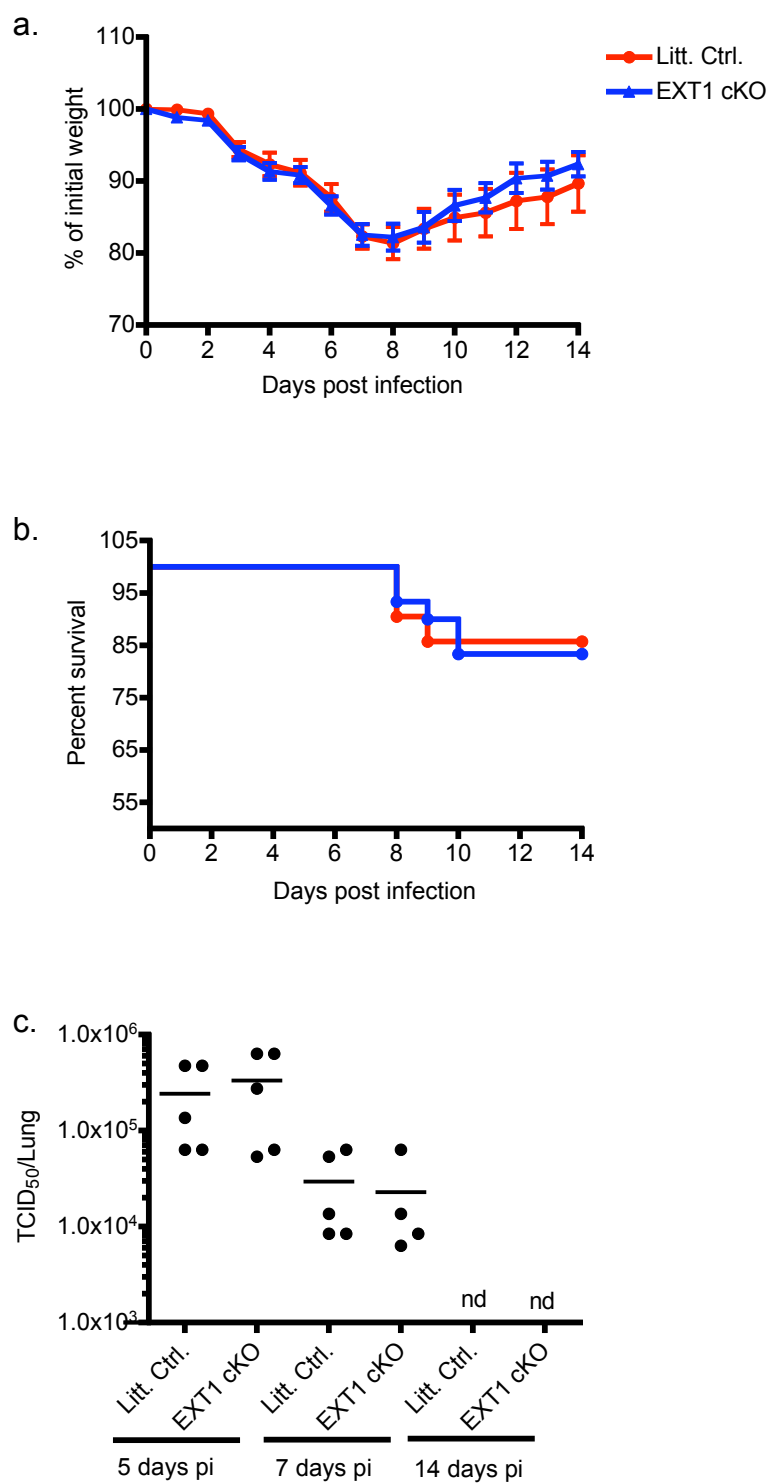 a.
110
100
90
80
70
% of initial weight
0 2 4 6 8 10 12 14
Days post infection
Litt. Ctrl.
EXT1 cKO
b.
105
95
85
75
65
55
Percent survival
0 2 4 6 8 10 12 14
Days post infection
c.
1.0x10⁶
1.0x10⁵
1.0x10⁴
1.0x10³
TCID₅₀/Lung
nd nd
Litt. Ctrl. EXT1 cKO Litt. Ctrl. EXT1 cKO Litt. Ctrl. EXT1 cKO
5 days pi 7 days pi 14 days pi